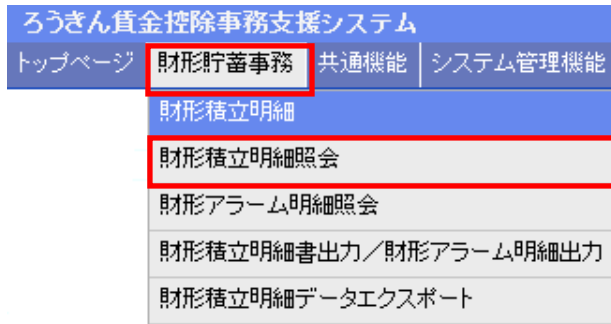 ろうきん賃金控除事務支援システム
トップページ 財形貯蓄事務 共通機能 システム管理機能
財形積立明細
財形積立明細照会
財形アラーム明細照会
財形積立明細書出力／財形アラーム明細出力
財形積立明細データエクスポート